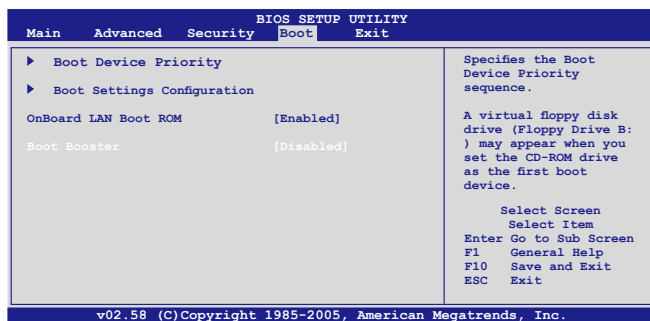 BIOS SETUP UTILITY
Main Advanced Security Boot Exit
Boot Device Priority
Boot Settings Configuration
OnBoard LAN Boot ROM [Enabled]
Boot Booster [Disabled]
Specifies the Boot
Device Priority
sequence.
A virtual floppy disk
drive (Floppy Drive B:
) may appear when you
set the CD-ROM drive
as the first boot
device.
Select Screen
Select Item
Enter Go to Sub Screen
F1 General Help
F10 Save and Exit
ESC Exit
v02.58 (C)Copyright 1985-2005, American Megatrends, Inc.